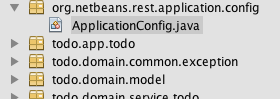 org.netbeans.rest.application.config
ApplicationConfig.java
todo.app.todo
todo.domain.common.exception
todo.domain.model
todo.domain.service.todo